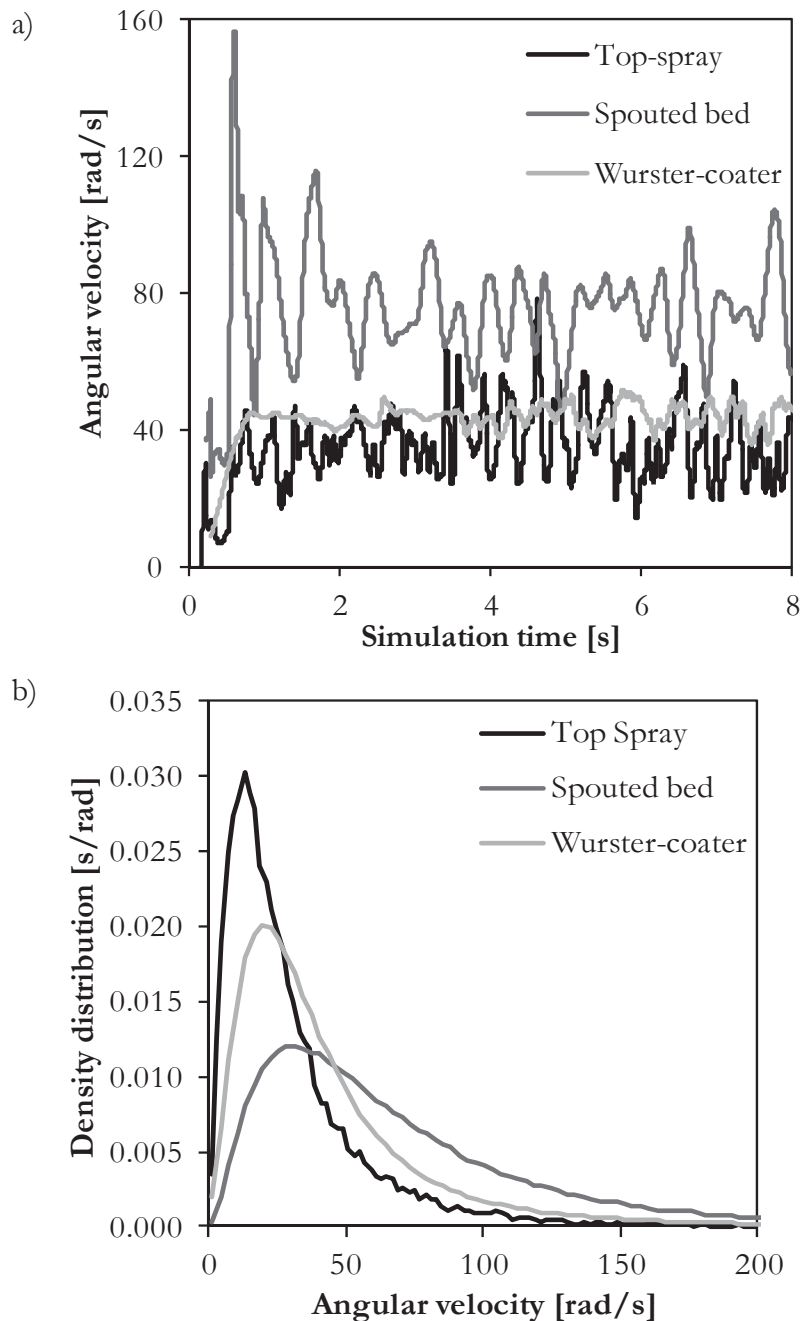 a)
160
120
80
40
0
Angular velocity [rad/s]
Top-spray
Spouted bed
Wurster-coater
0 2 4 6 8
Simulation time [s]
b)
0.035
0.030
0.025
0.020
0.015
0.010
0.005
0.000
Density distribution [s/rad]
Top Spray
Spouted bed
Wurster-coater
0 50 100 150 200
Angular velocity [rad/s]